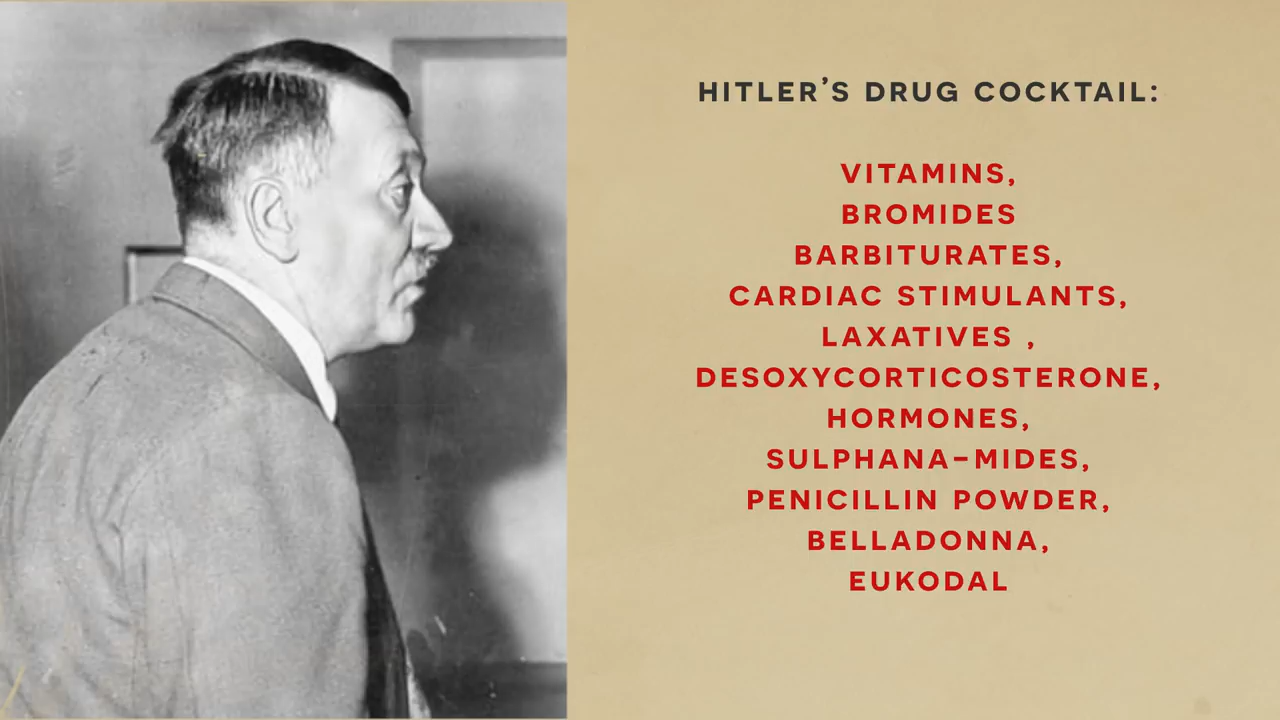 HITLER'S DRUG COCKTAIL:
VITAMINS,
BROMIDES
BARBITURATES,
CARDIAC STIMULANTS,
LAXATIVES ,
DESOXYCORTICOSTERONE,
HORMONES,
SULPHANA-MIDES,
PENICILLIN POWDER,
BELLADONNA,
EUKODAL